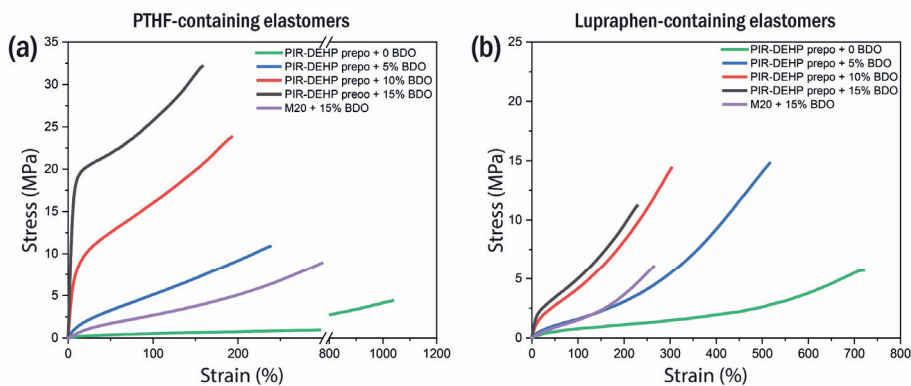 PTHF-containing elastomers
(a)
35
30
25
20
15
10
5
0
Stress (MPa)
PIR-DEHP prepo + 0 BDO
PIR-DEHP prepo + 5% BDO
PIR-DEHP prepo + 10% BDO
PIR-DEHP preoo + 15% BDO
M20 + 15% BDO
0 100 200 800 1000 1200
Strain (%)
Lupraphen-containing elastomers
(b)
25
20
15
10
5
0
Stress (MPa)
PIR-DEHP prepo + 0 BDO
PIR-DEHP prepo + 5% BDO
PIR-DEHP prepo + 10% BDO
PIR-DEHP prepo + 15% BDO
M20 + 15% BDO
0 100 200 300 400 500 600 700 800
Strain (%)